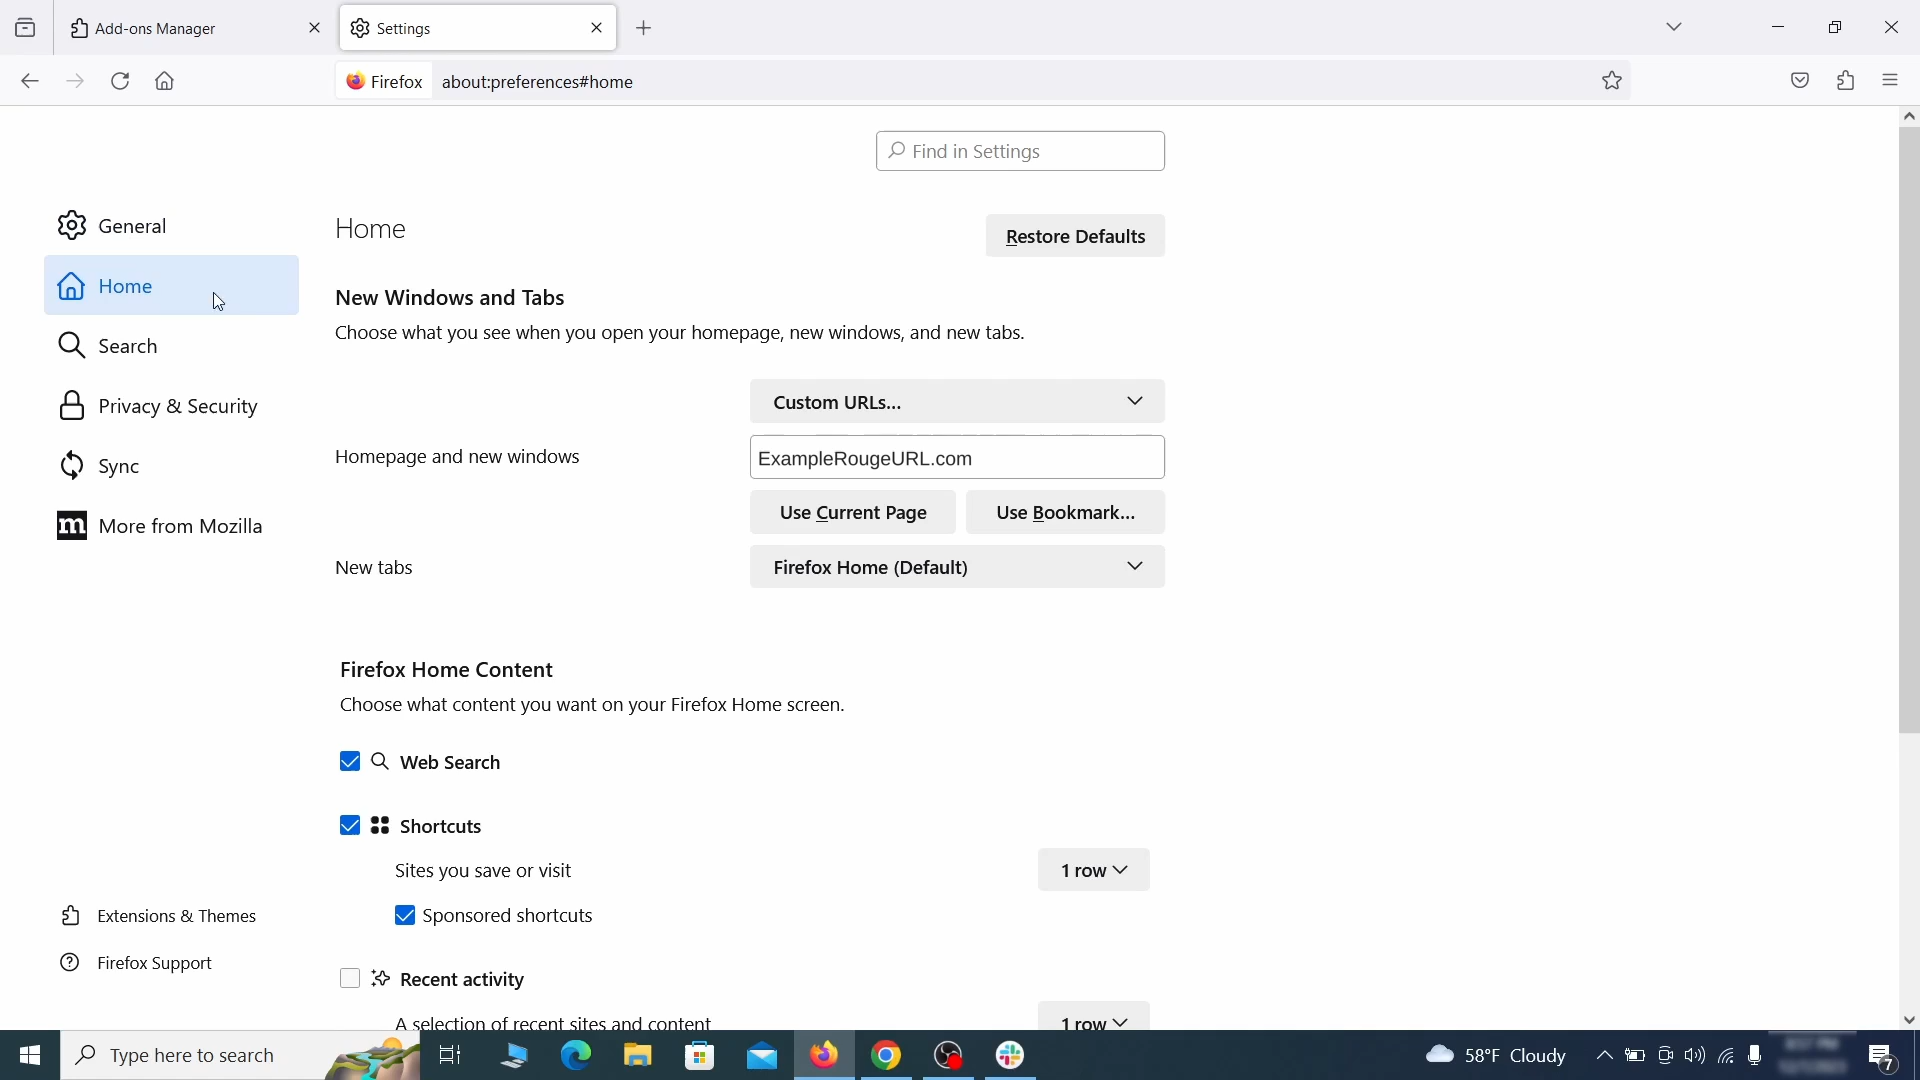 Add-ons Manager
Settings
Firefox
about:preferences#home
Find in Settings
General
Home
Search
Privacy & Security
Sync
More from Mozilla
Extensions & Themes
Firefox Support
Home
Restore Defaults
New Windows and Tabs
Choose what you see when you open your homepage, new windows, and new tabs.
Custom URLs...
Homepage and new windows
ExampleRougeURL.com
Use Current Page
Use Bookmark...
New tabs
Firefox Home (Default)
Firefox Home Content
Choose what content you want on your Firefox Home screen.
Web Search
Shortcuts
Sites you save or visit
1 row
Sponsored shortcuts
Recent activity
A selection of recent sites and content
1 row
Type here to search
58°F Cloudy
7